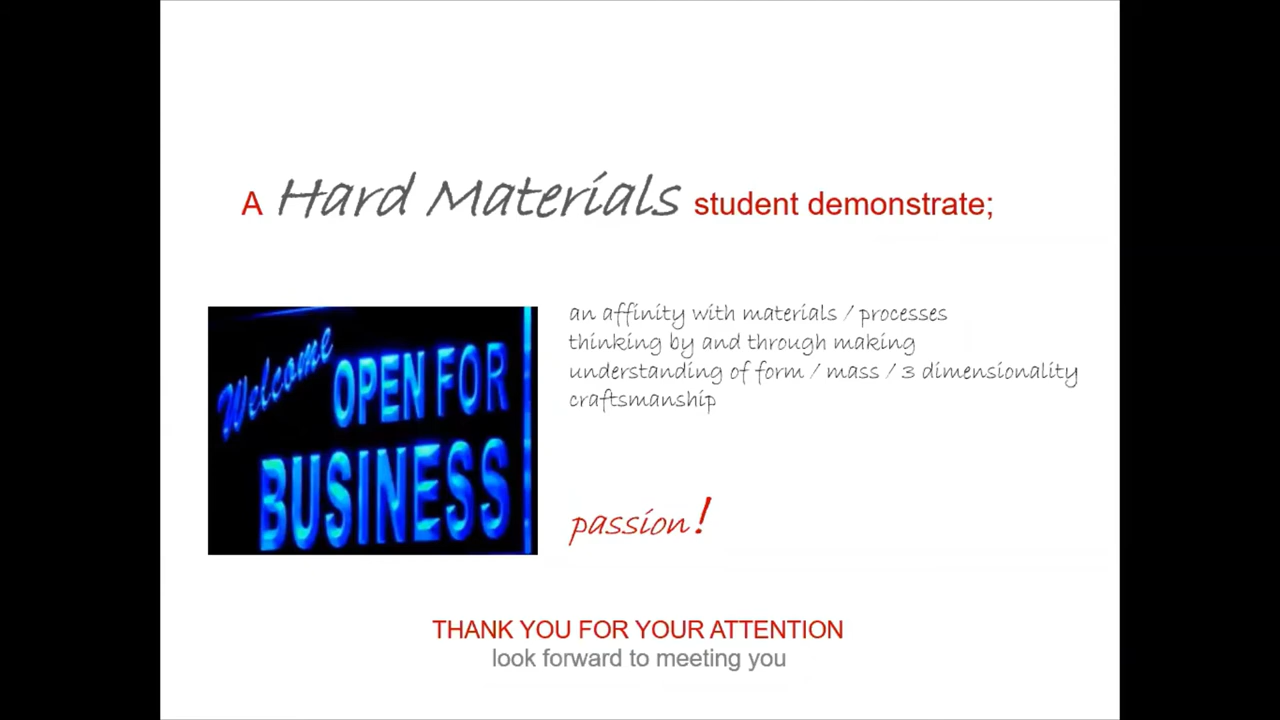 A Hard Materials student demonstrate;
Welcome
OPEN FOR
BUSINESS
an affinity with materials / processes
thinking by and through making
understanding of form / mass / 3 dimensionality
craftsmanship
passion!
THANK YOU FOR YOUR ATTENTION
look forward to meeting you